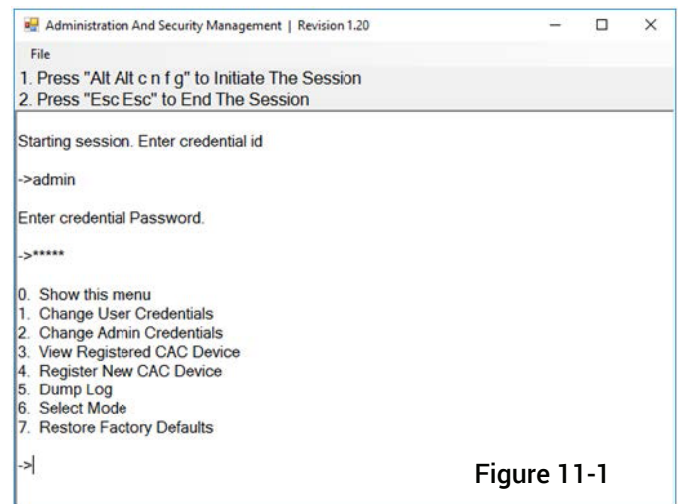 Administration And Security Management | Revision 1.20
File
1. Press "Alt Alt c n f g" to Initiate The Session
2. Press "Esc Esc" to End The Session
Starting session. Enter credential id
->admin
Enter credential Password.
->*****
0. Show this menu
1. Change User Credentials
2. Change Admin Credentials
3. View Registered CAC Device
4. Register New CAC Device
5. Dump Log
6. Select Mode
7. Restore Factory Defaults
->
Figure 11-1